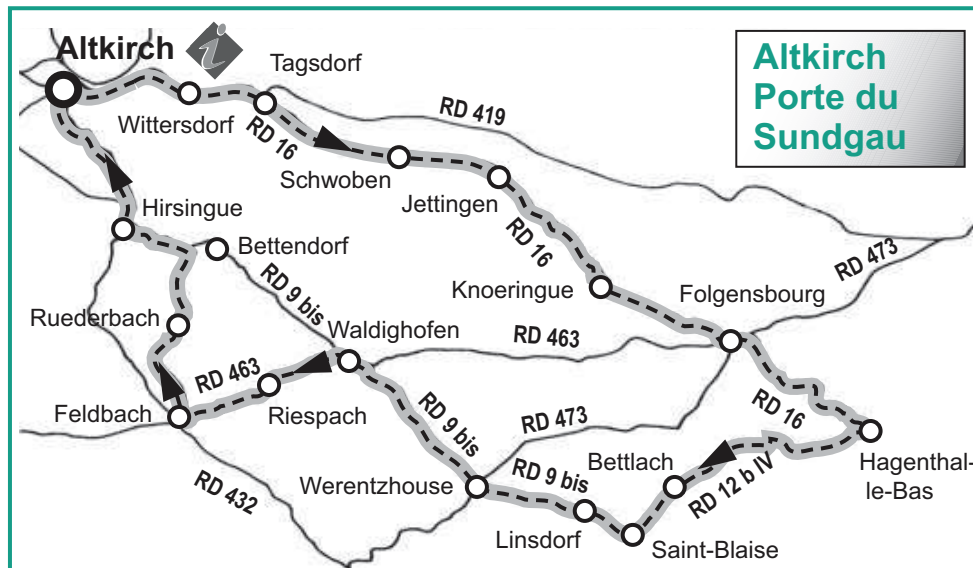 Altkirch
i
Altkirch
Porte du
Sundgau
Tagsdorf
Wittersdorf
RD 16
RD 419
Schwoben
Jettingen
Hirsingue
Bettendorf
RD 16
RD 473
RD 9 bis
Knoeringue
Folgensbourg
Ruederbach
Waldighofen
RD 463
RD 463
Feldbach
Riespach
RD 9 bis
RD 473
RD 16
Hagenthal-
le-Bas
Bettlach
RD 12 b IV
RD 432
Werentzhouse
RD 9 bis
Linsdorf
Saint-Blaise